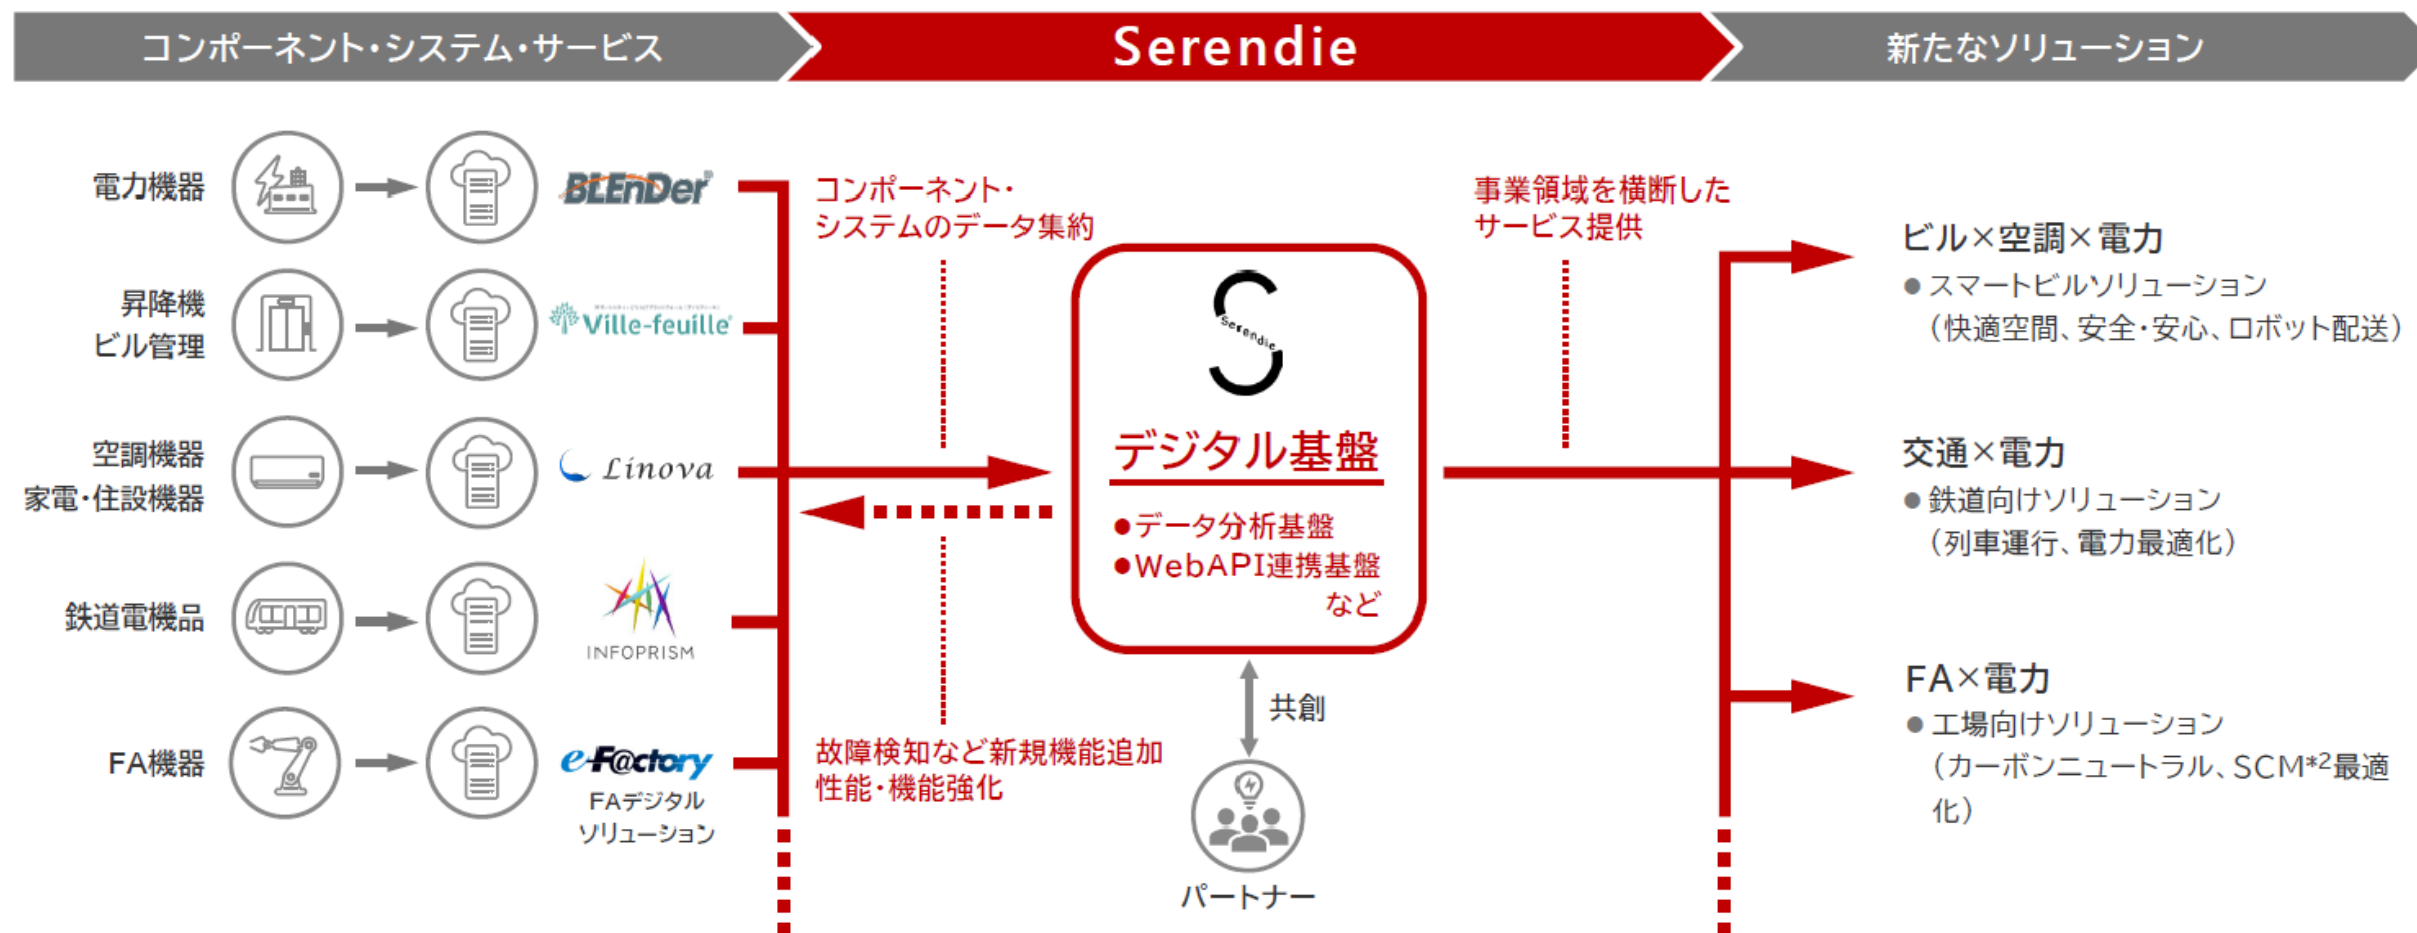 コンポーネント・システム・サービス
Serendie
新たなソリューション
電力機器
BLEnDer®
昇降機
ビル管理
Ville-feuille®
空調機器
家電・住設機器
Linova
鉄道電機品
INFOPRISM
FA機器
e-F@ctory
FAデジタル
ソリューション
コンポーネント・
システムのデータ集約
故障検知など新規機能追加
性能・機能強化
Serendie
デジタル基盤
●データ分析基盤
●WebAPI連携基盤
など
共創
パートナー
事業領域を横断した
サービス提供
ビル×空調×電力
●スマートビルソリューション
（快適空間、安全・安心、ロボット配送）
交通×電力
●鉄道向けソリューション
（列車運行、電力最適化）
FA×電力
●工場向けソリューション
（カーボンニュートラル、SCM*2最適
化）